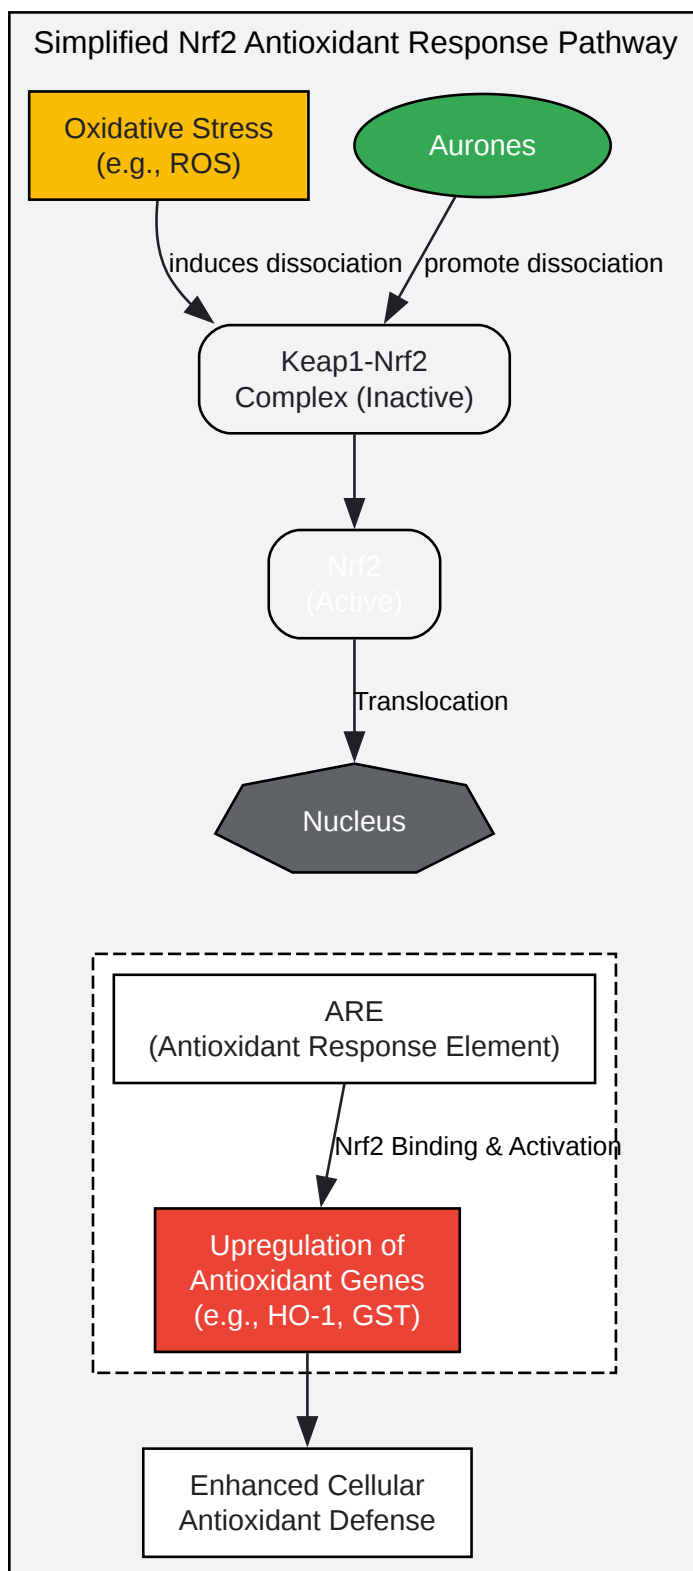 Simplified Nrf2 Antioxidant Response Pathway
Oxidative Stress
(e.g., ROS)
Aurones
induces dissociation
promote dissociation
Keap1-Nrf2
Complex (Inactive)
Nrf2
(Active)
Translocation
Nucleus
ARE
(Antioxidant Response Element)
Nrf2 Binding & Activation
Upregulation of
Antioxidant Genes
(e.g., HO-1, GST)
Enhanced Cellular
Antioxidant Defense